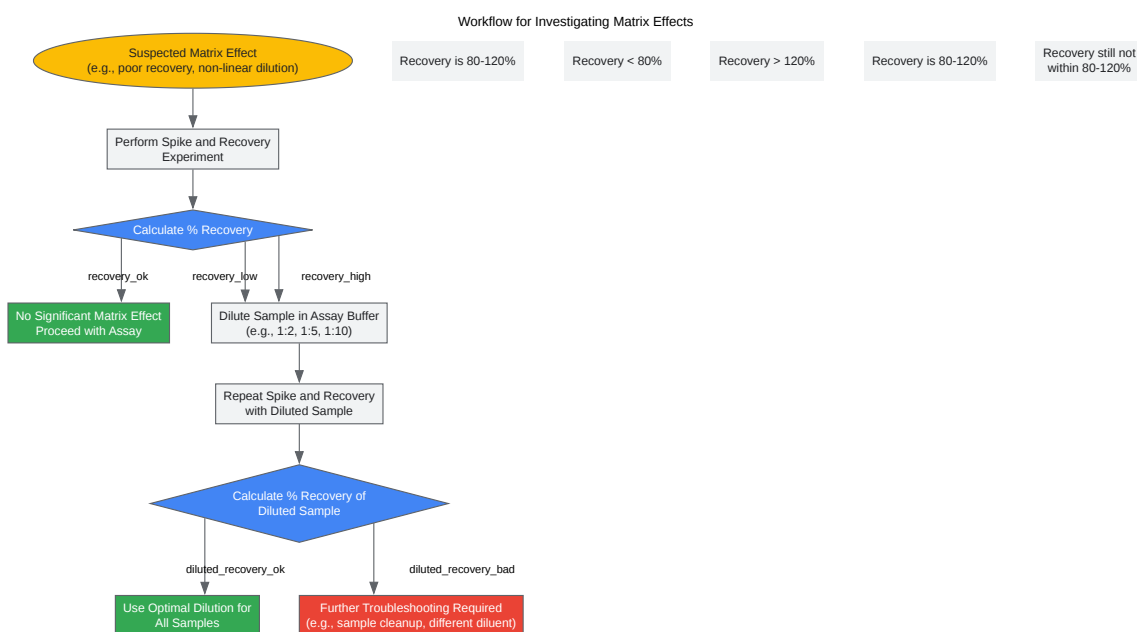 Workflow for Investigating Matrix Effects
Suspected Matrix Effect
(e.g., poor recovery, non-linear dilution)
Recovery is 80-120%
Recovery < 80%
Recovery > 120%
Recovery is 80-120%
Recovery still not
within 80-120%
Perform Spike and Recovery
Experiment
Calculate % Recovery
recovery_ok
recovery_low
recovery_high
No Significant Matrix Effect
Proceed with Assay
Dilute Sample in Assay Buffer
(e.g., 1:2, 1:5, 1:10)
Repeat Spike and Recovery
with Diluted Sample
Calculate % Recovery of
Diluted Sample
diluted_recovery_ok
diluted_recovery_bad
Use Optimal Dilution for
All Samples
Further Troubleshooting Required
(e.g., sample cleanup, different diluent)